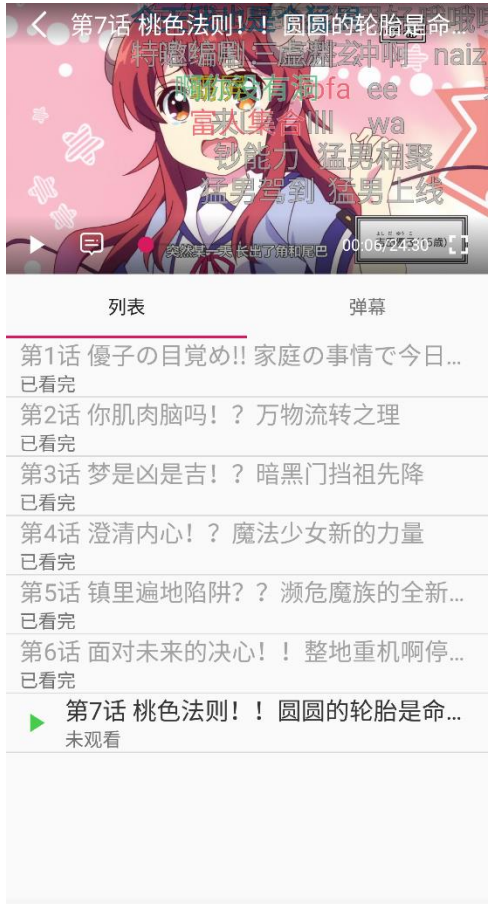 第7话 桃色法则！！圆圆的轮胎是命...
naiz
ofa ee
富人集合
wa
钞能力 猛男相聚
猛男驾到 猛男上线
突然某一天 长出了角和尾巴
00:06/24:30
列表 弹幕
第1话 優子の目覚め!! 家庭の事情で今日...
已看完
第2话 你肌肉脑吗！？万物流转之理
已看完
第3话 梦是凶是吉！？暗黑门挡祖先降
已看完
第4话 澄清内心！？魔法少女新的力量
已看完
第5话 镇里遍地陷阱？？濒危魔族的全新...
已看完
第6话 面对未来的决心！！整地重机啊停...
已看完
第7话 桃色法则！！圆圆的轮胎是命...
未观看